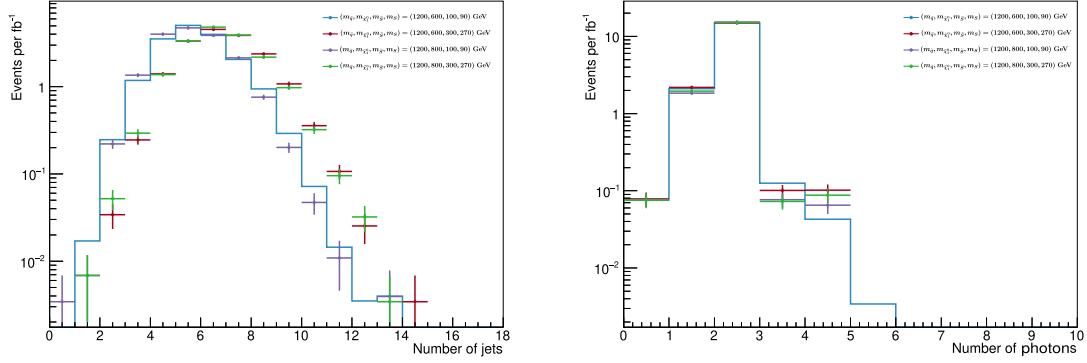 Events per fb⁻¹
(m_q̃, m_χ̃₁⁰, m_s̃, m_S) = (1200,600,100,90) GeV
(m_q̃, m_χ̃₁⁰, m_s̃, m_S) = (1200,600,300,270) GeV
(m_q̃, m_χ̃₁⁰, m_s̃, m_S) = (1200,800,100,90) GeV
(m_q̃, m_χ̃₁⁰, m_s̃, m_S) = (1200,800,300,270) GeV
1
10⁻¹
10⁻²
0 2 4 6 8 10 12 14 16 18
Number of jets
Events per fb⁻¹
(m_q̃, m_χ̃₁⁰, m_s̃, m_S) = (1200,600,100,90) GeV
(m_q̃, m_χ̃₁⁰, m_s̃, m_S) = (1200,600,300,270) GeV
(m_q̃, m_χ̃₁⁰, m_s̃, m_S) = (1200,800,100,90) GeV
(m_q̃, m_χ̃₁⁰, m_s̃, m_S) = (1200,800,300,270) GeV
10
1
10⁻¹
10⁻²
0 1 2 3 4 5 6 7 8 9 10
Number of photons